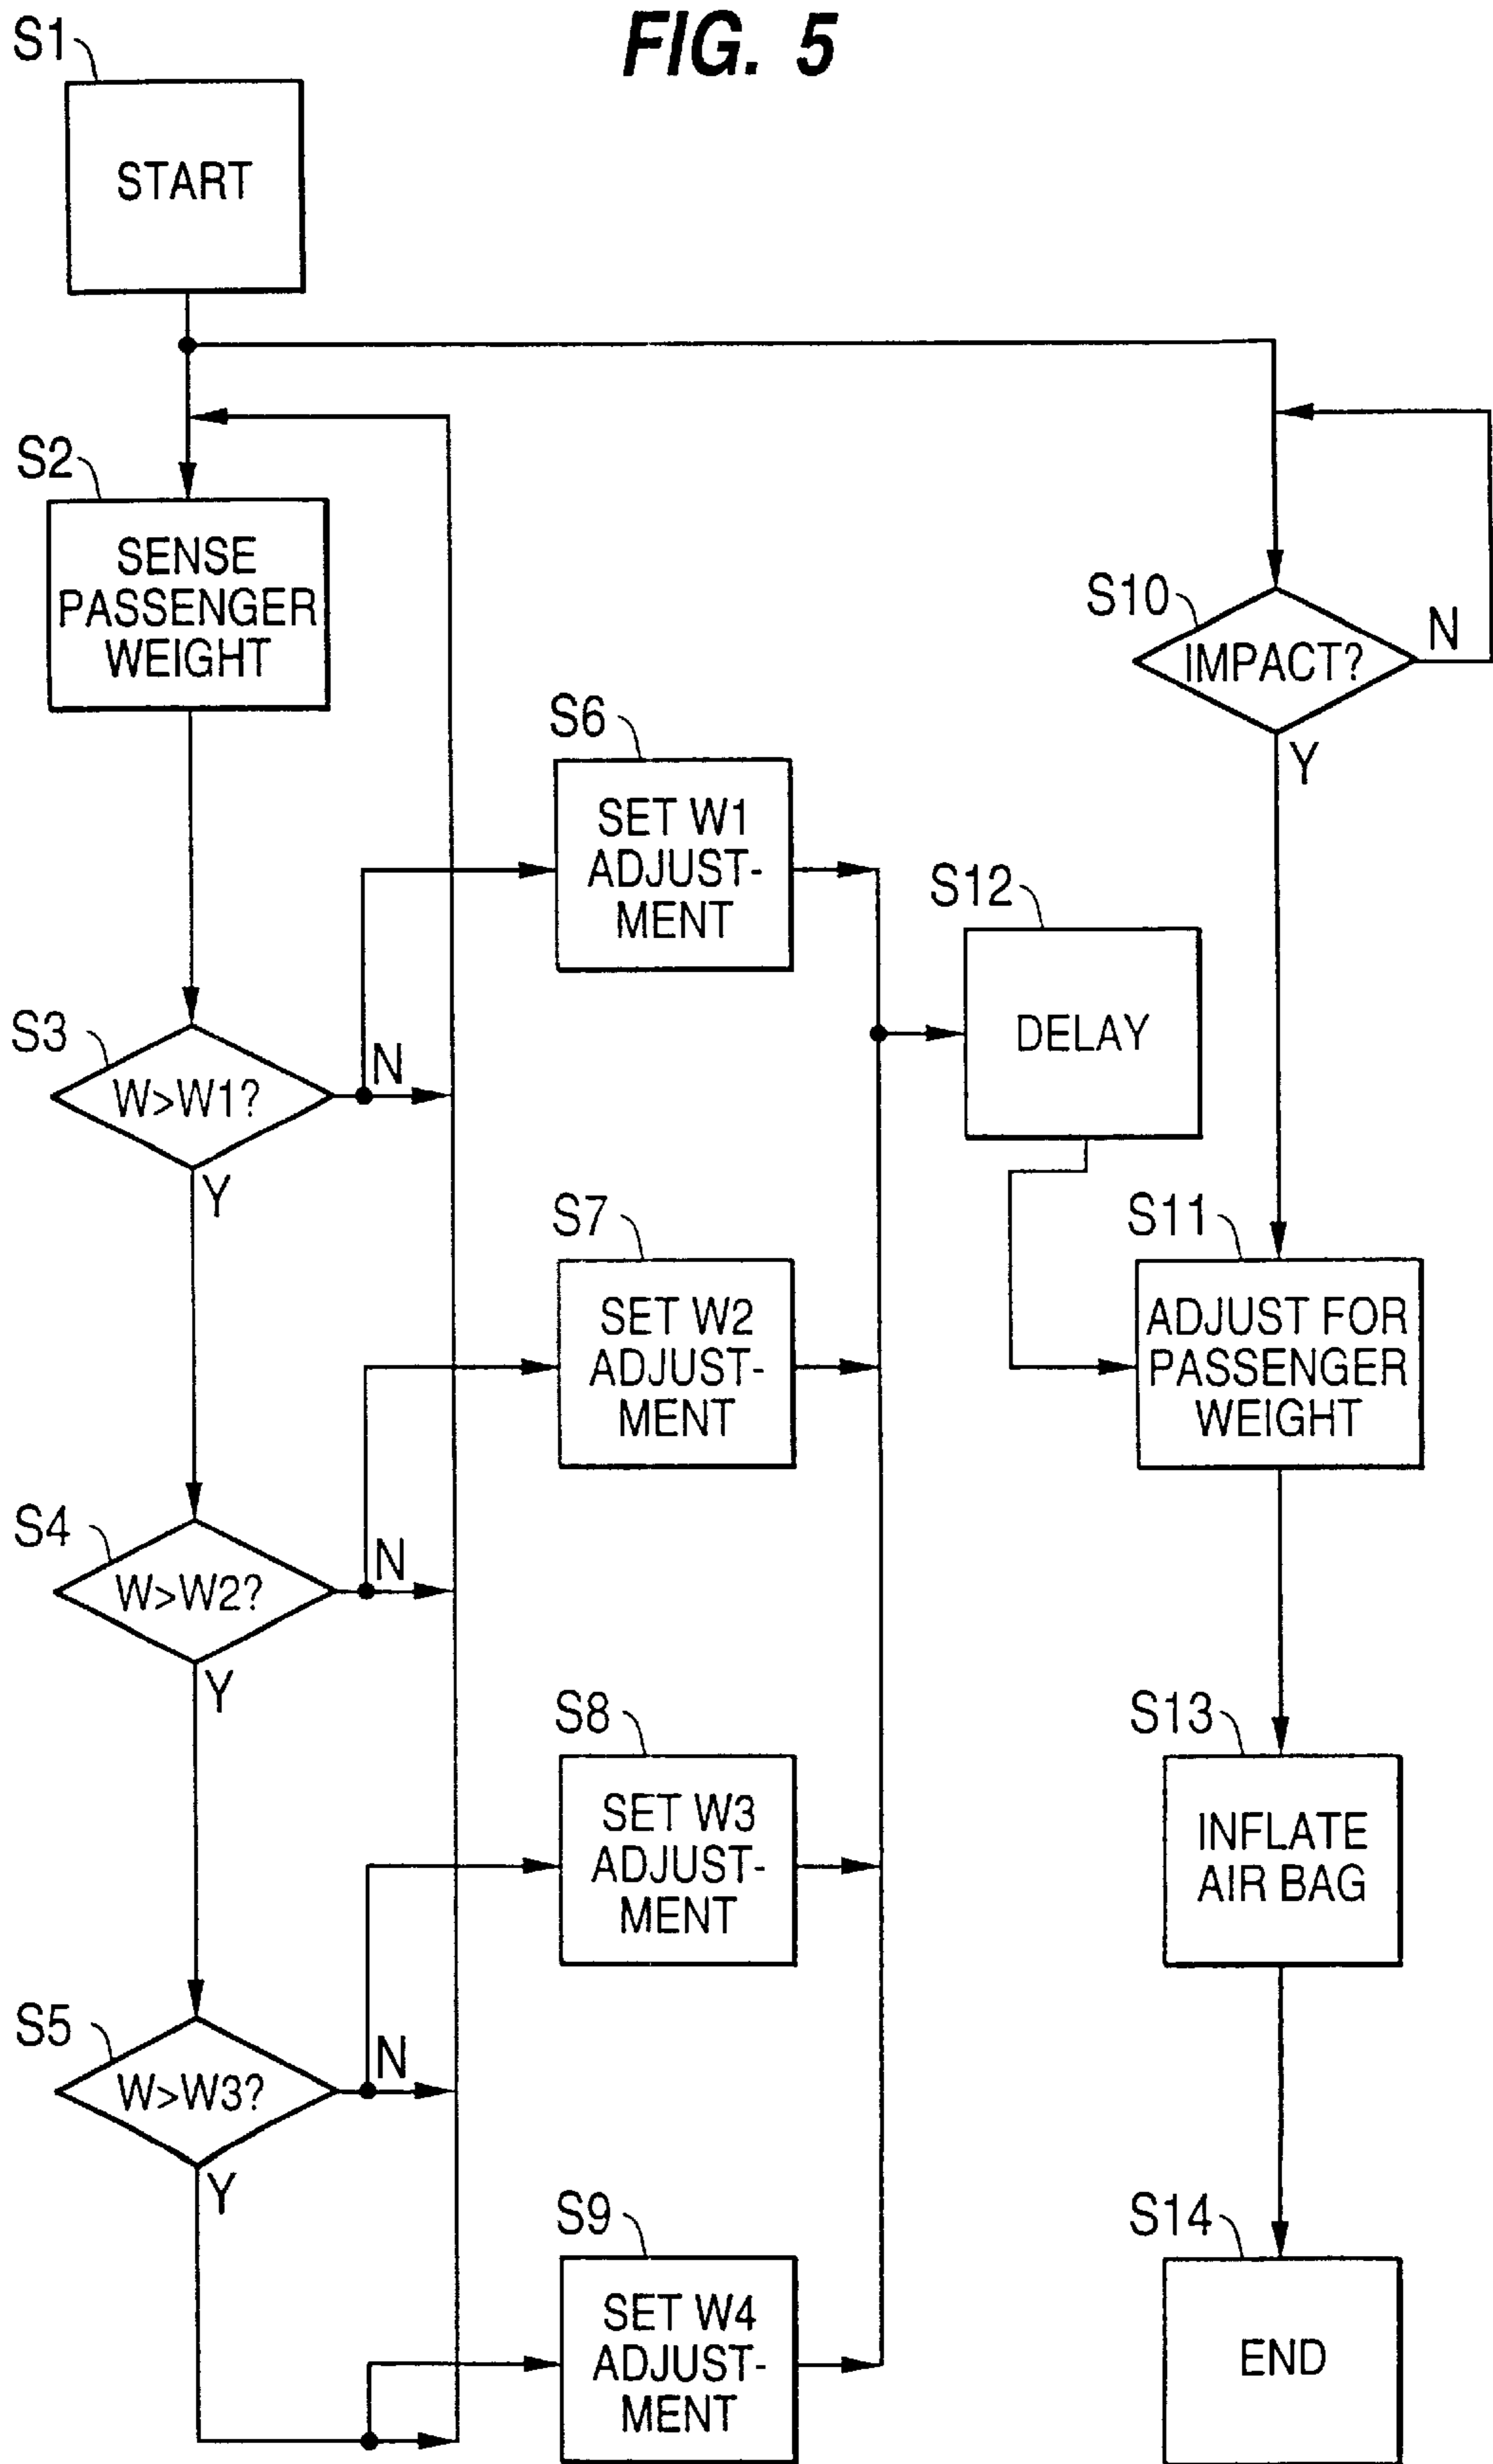 FIG. 5
S1
START
S2
SENSE
PASSENGER
WEIGHT
S10
IMPACT?
N
Y
S6
SET W1
ADJUST-
MENT
S12
DELAY
S3
W>W1?
N
Y
S7
SET W2
ADJUST-
MENT
S11
ADJUST FOR
PASSENGER
WEIGHT
S4
W>W2?
N
Y
S8
SET W3
ADJUST-
MENT
S13
INFLATE
AIR BAG
S5
W>W3?
N
Y
S9
SET W4
ADJUST-
MENT
S14
END